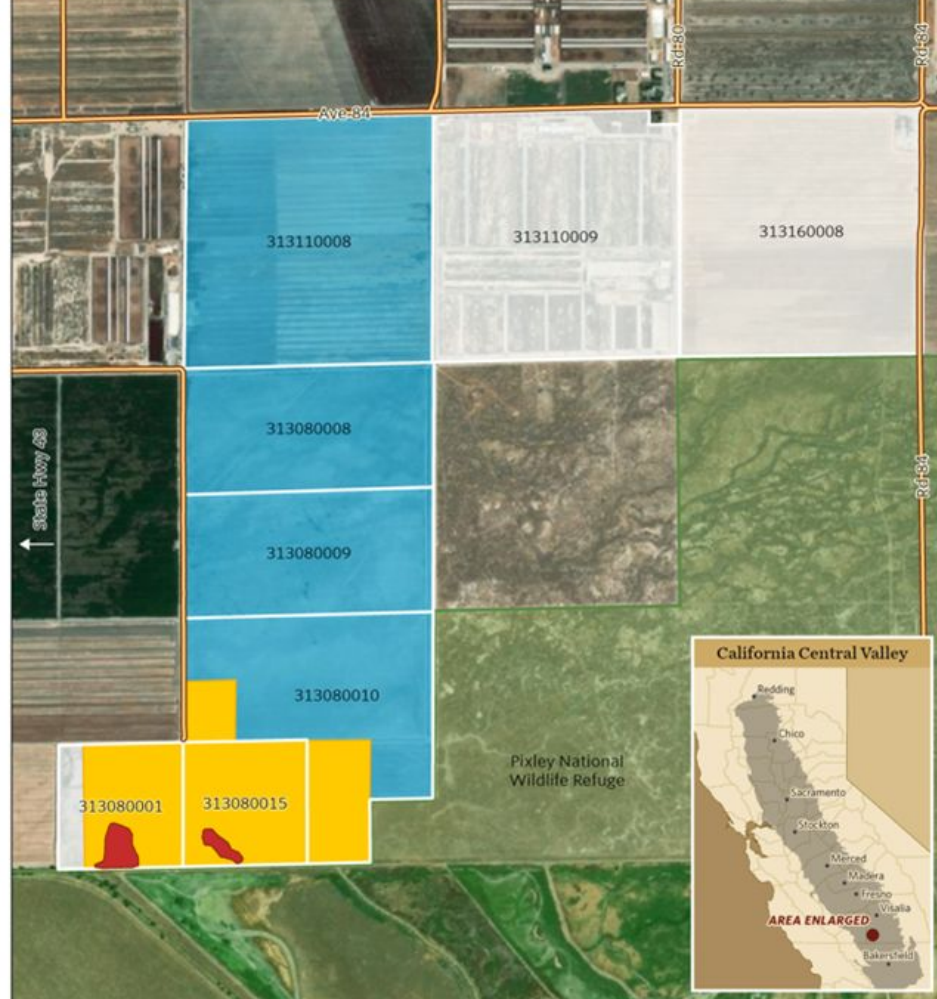 Rd 80
Rd 84
Ave 84
313110008
313110009
313160008
313080008
State Hwy 43
313080009
Rd 84
313080010
Pixley National
Wildlife Refuge
313080001
313080015
California Central Valley
Redding
Chico
Sacramento
Stockton
Merced
Madera
Fresno
Visalia
AREA ENLARGED
Bakersfield